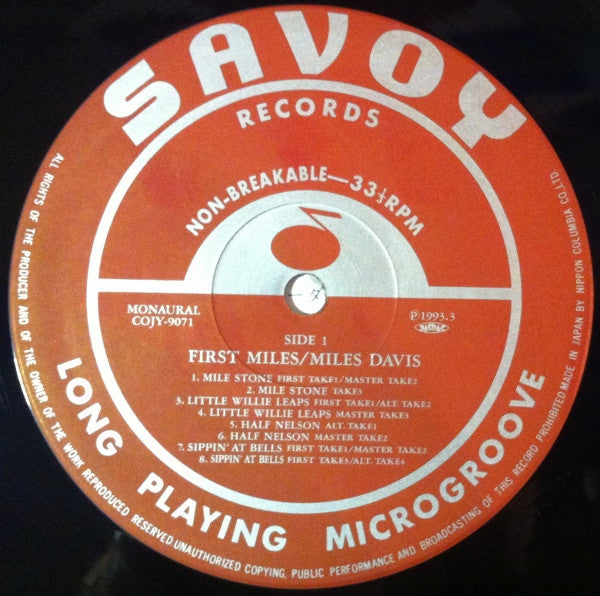 SAVOY
RECORDS
NON-BREAKABLE—33⅓RPM
MONAURAL
COJY-9071
℗1993.3
SIDE 1
FIRST MILES/MILES DAVIS
1. MILE STONE FIRST TAKE1/MASTER TAKE2
2. MILE STONE TAKE3
3. LITTLE WILLIE LEAPS FIRST TAKE1/ALT. TAKE2
4. LITTLE WILLIE LEAPS MASTER TAKE3
5. HALF NELSON ALT. TAKE1
6. HALF NELSON MASTER TAKE2
7. SIPPIN' AT BELLS FIRST TAKE1/MASTER TAKE2
8. SIPPIN' AT BELLS FIRST TAKE3/ALT. TAKE4
LONG PLAYING MICROGROOVE
ALL RIGHTS OF THE PRODUCER AND OF THE OWNER OF THE WORK REPRODUCED RESERVED UNAUTHORIZED COPYING, PUBLIC PERFORMANCE AND BROADCASTING OF THIS RECORD PROHIBITED MADE IN JAPAN BY NIPPON COLUMBIA CO. LTD.